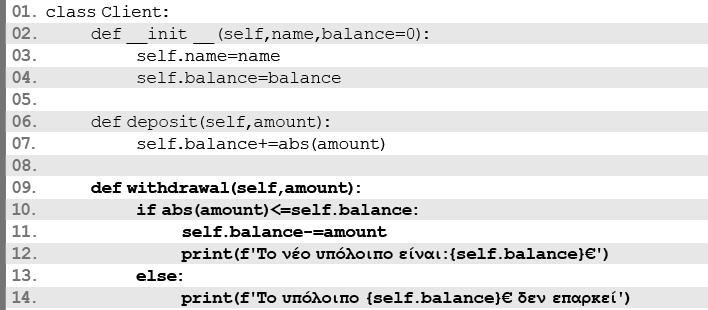 01. class Client:
02.     def __init __(self,name,balance=0):
03.         self.name=name
04.         self.balance=balance
05.
06.     def deposit(self,amount):
07.         self.balance+=abs(amount)
08.
09.     def withdrawal(self,amount):
10.         if abs(amount)<=self.balance:
11.             self.balance-=amount
12.             print(f'Το νέο υπόλοιπο είναι:{self.balance}€')
13.         else:
14.             print(f'Το υπόλοιπο {self.balance}€ δεν επαρκεί')